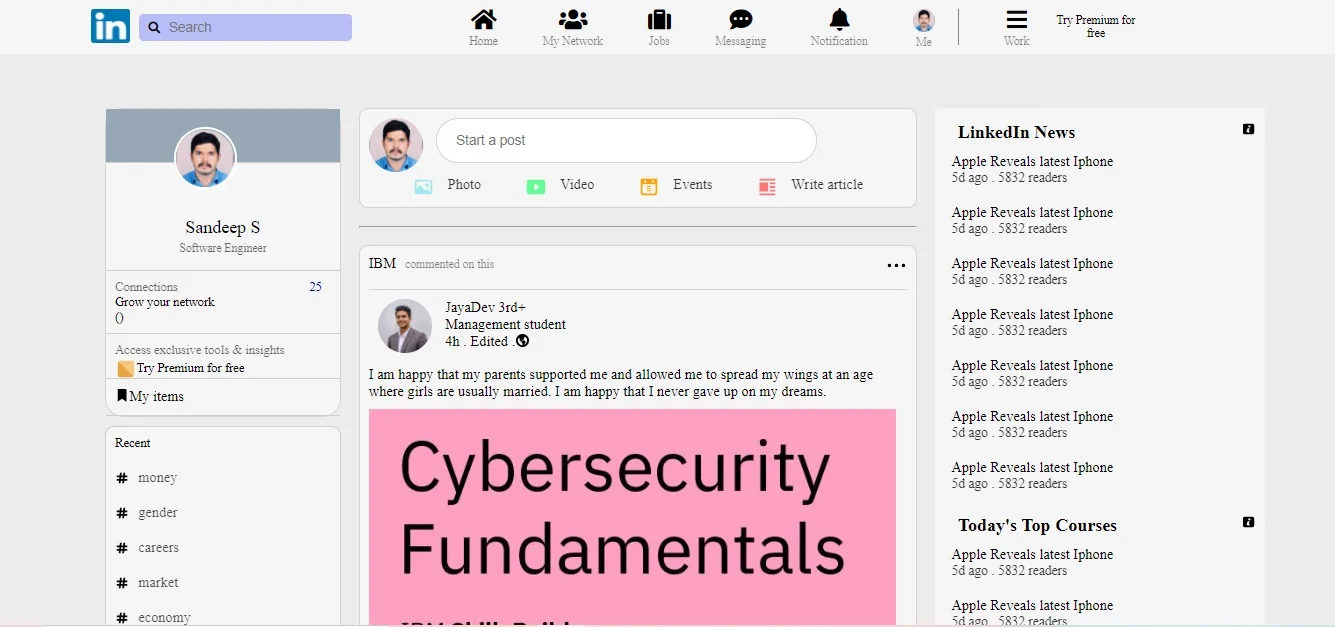 in
Search
Home
My Network
Jobs
Messaging
Notification
Me
Work
Try Premium for
free
Sandeep S
Software Engineer
Connections 25
Grow your network
()
Access exclusive tools & insights
Try Premium for free
My items
Recent
# money
# gender
# careers
# market
# economy
Start a post
Photo
Video
Events
Write article
IBM commented on this
JayaDev 3rd+
Management student
4h . Edited .
I am happy that my parents supported me and allowed me to spread my wings at an age
where girls are usually married. I am happy that I never gave up on my dreams.
Cybersecurity
Fundamentals
LinkedIn News
Apple Reveals latest Iphone
5d ago . 5832 readers
Apple Reveals latest Iphone
5d ago . 5832 readers
Apple Reveals latest Iphone
5d ago . 5832 readers
Apple Reveals latest Iphone
5d ago . 5832 readers
Apple Reveals latest Iphone
5d ago . 5832 readers
Apple Reveals latest Iphone
5d ago . 5832 readers
Apple Reveals latest Iphone
5d ago . 5832 readers
Today's Top Courses
Apple Reveals latest Iphone
5d ago . 5832 readers
Apple Reveals latest Iphone
5d ago . 5832 readers